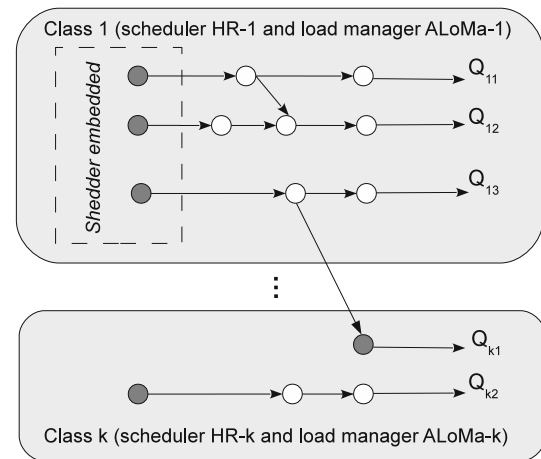 Class 1 (scheduler HR-1 and load manager ALoMa-1)
Shedder embedded
Q11
Q12
Q13
...
Qk1
Qk2
Class k (scheduler HR-k and load manager ALoMa-k)